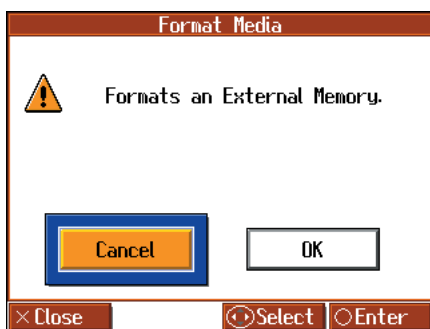 Format Media
Formats an External Memory.
Cancel OK
×Close Select ○Enter